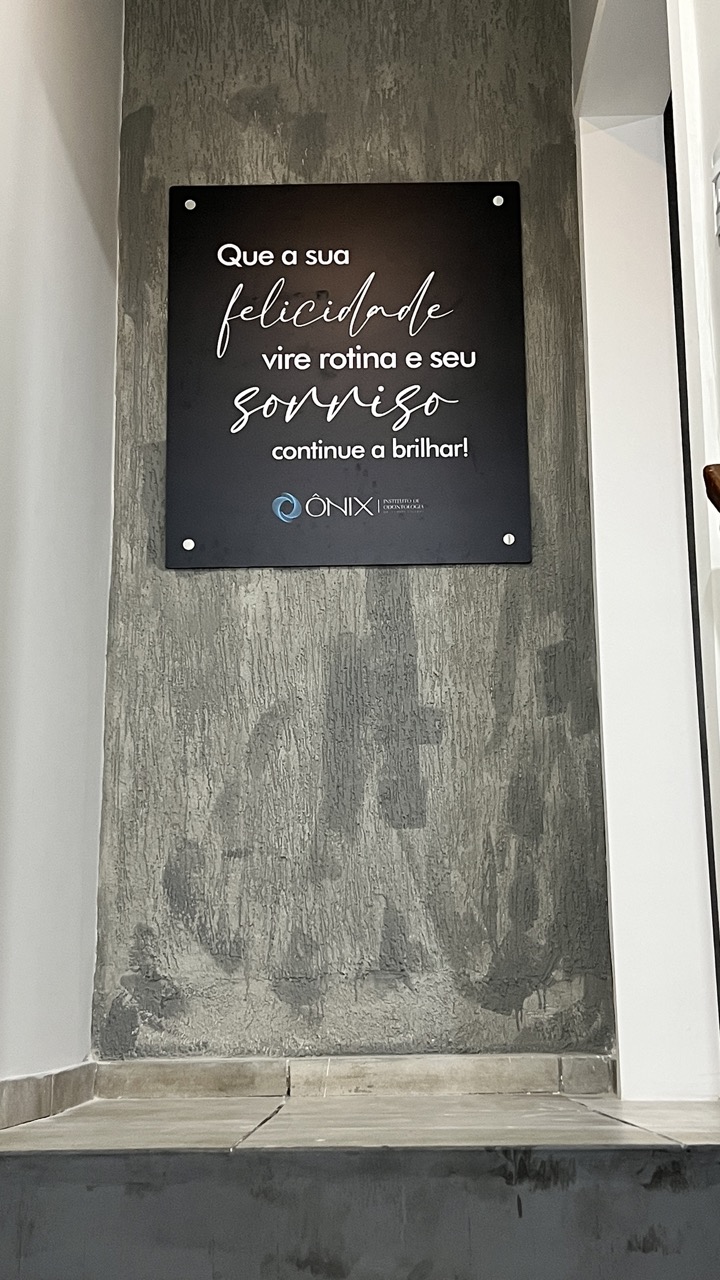 Que a sua
felicidade
vire rotina e seu
sorriso
continue a brilhar!
ÔNIX
INSTITUTO DE
ODONTOLOGIA